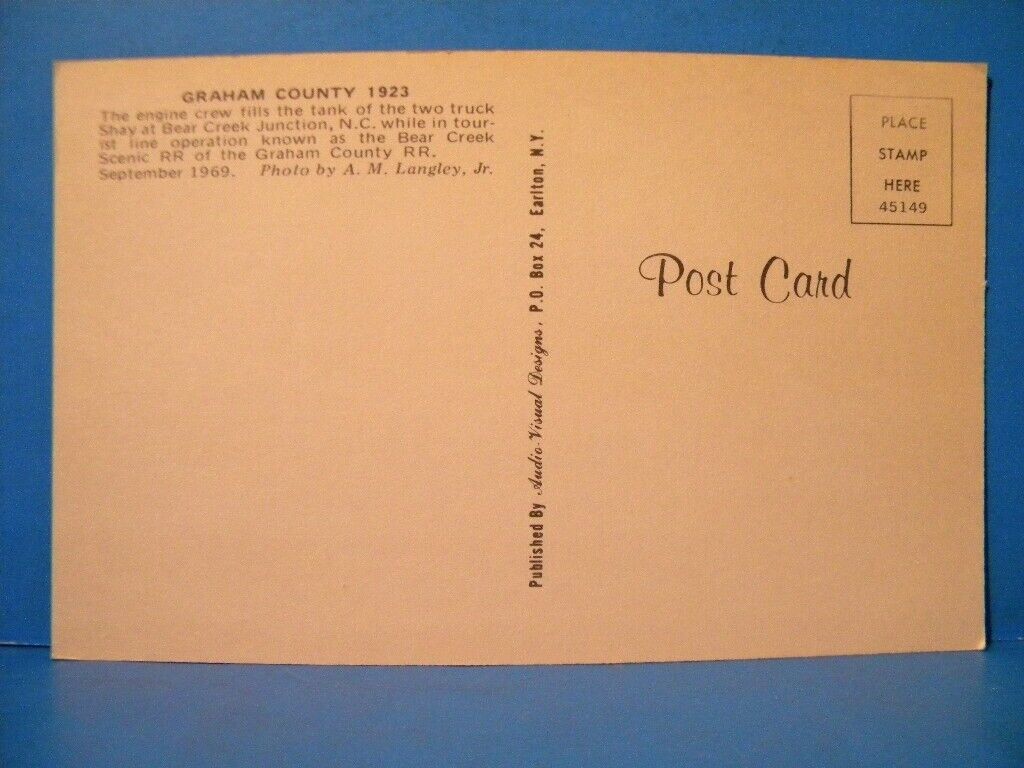 GRAHAM COUNTY 1923
The engine crew fills the tank of the two truck
Shay at Bear Creek Junction, N.C. while in tour-
ist line operation known as the Bear Creek
Scenic RR of the Graham County RR.
September 1969. Photo by A. M. Langley, Jr.
Published By Audio-Visual Designs, P.O. Box 24, Earlton, N.Y.
PLACE
STAMP
HERE
45149
Post Card